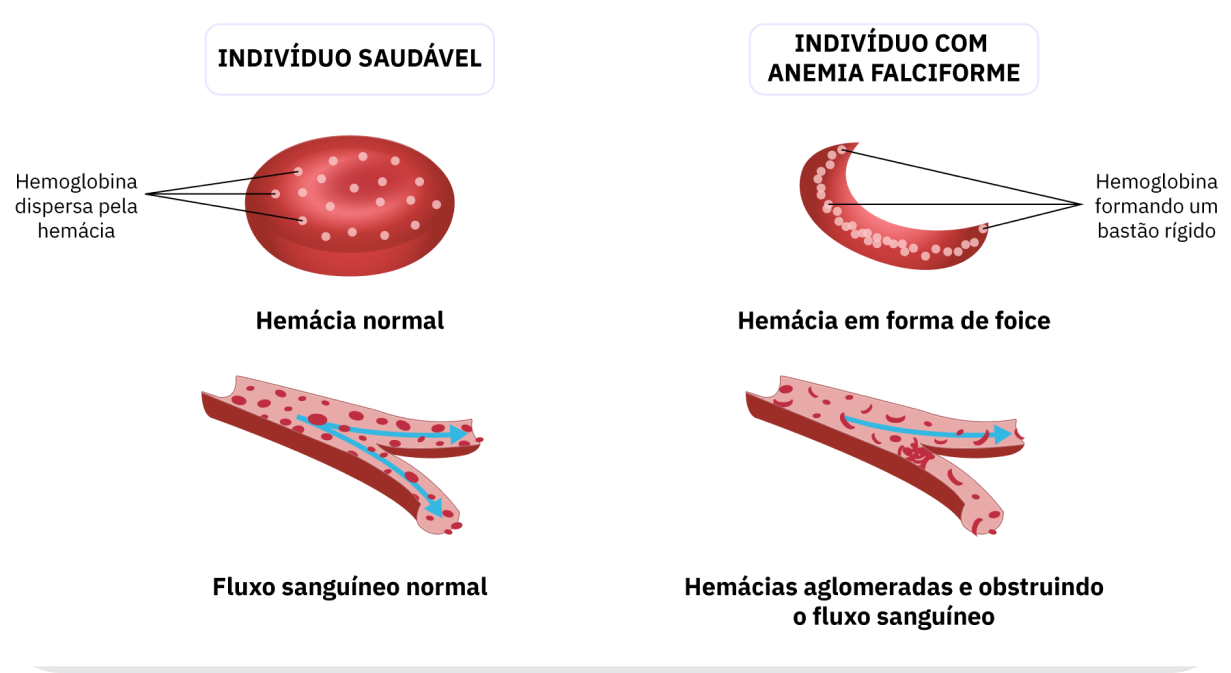 INDIVÍDUO SAUDÁVEL
INDIVÍDUO COM
ANEMIA FALCIFORME
Hemoglobina
dispersa pela
hemácia
Hemoglobina
formando um
bastão rígido
Hemácia normal
Hemácia em forma de foice
Fluxo sanguíneo normal
Hemácias aglomeradas e obstruindo
o fluxo sanguíneo